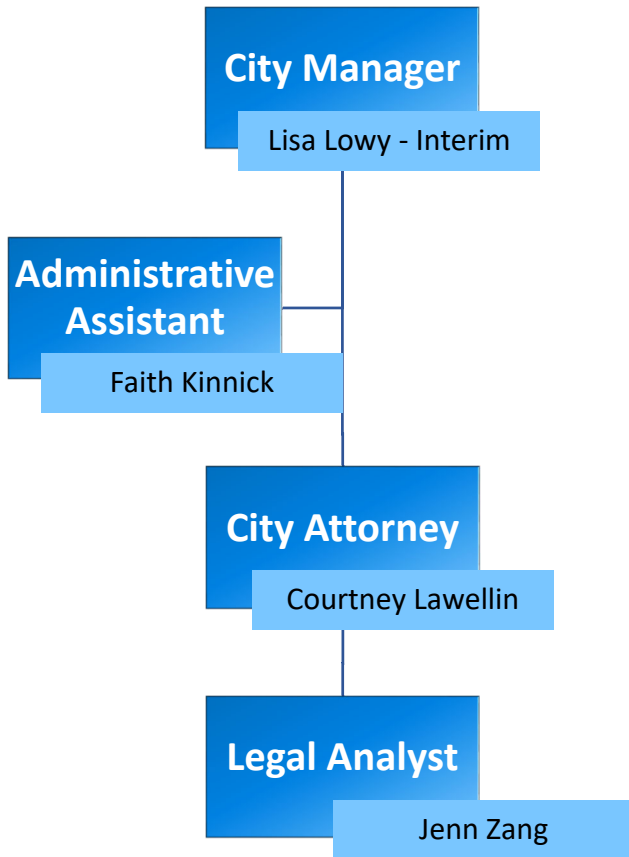 City Manager
Lisa Lowy - Interim
Administrative
Assistant
Faith Kinnick
City Attorney
Courtney Lawellin
Legal Analyst
Jenn Zang